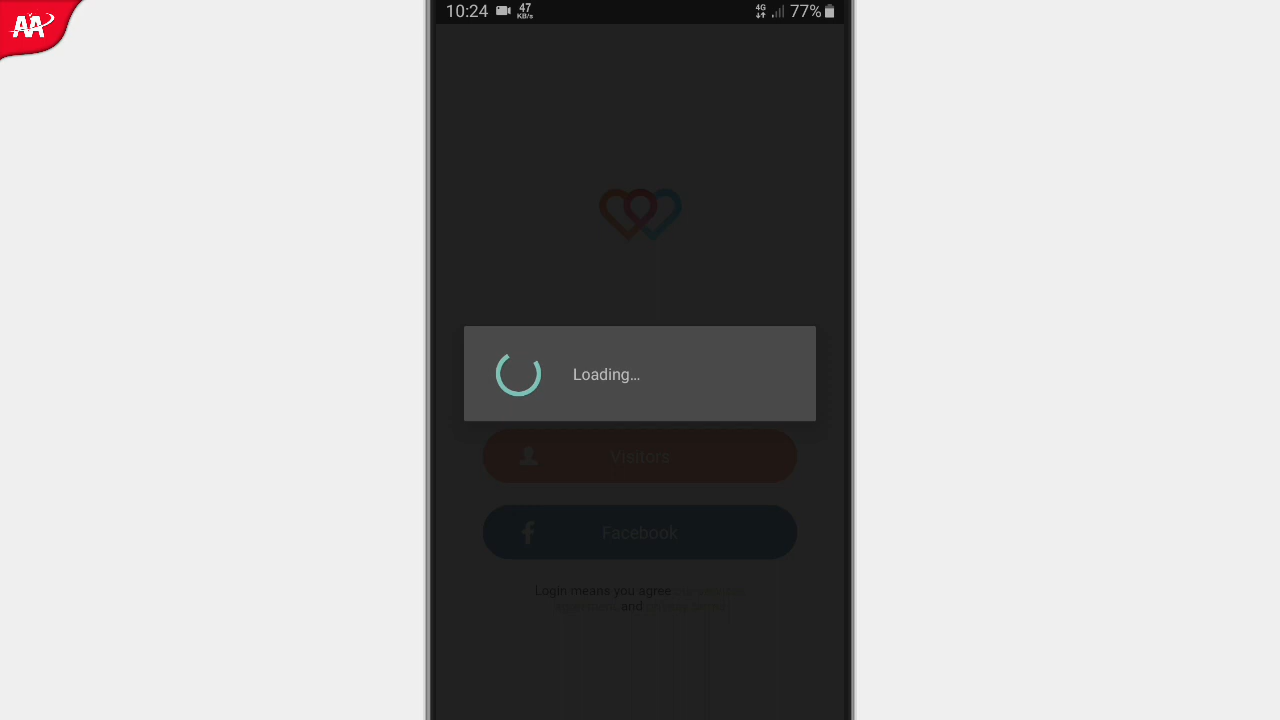 AA
10:24
47
KB/s
4G
77%
Loading...
Visitors
Facebook
Login means you agree
and